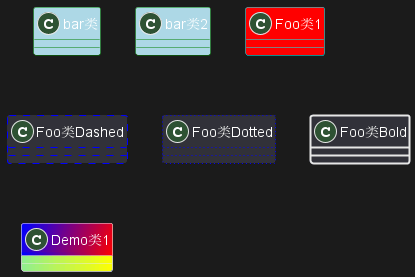 C bar类
C bar类2
C Foo类1
C Foo类Dashed
C Foo类Dotted
C Foo类Bold
C Demo类1